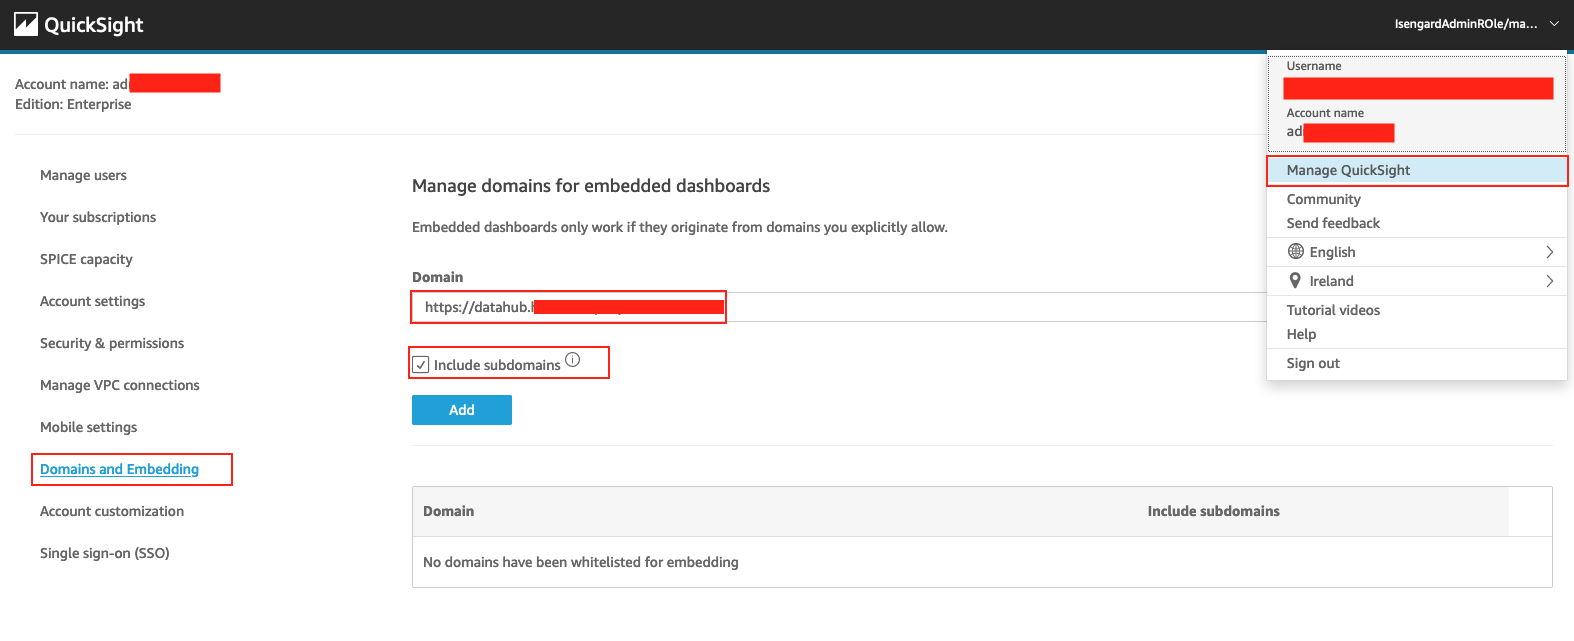 QuickSight
IsengardAdminROle/ma...
Account name: ad
Edition: Enterprise
Username
Account name
ad
Manage QuickSight
Community
Send feedback
English
Ireland
Tutorial videos
Help
Sign out
Manage users
Your subscriptions
SPICE capacity
Account settings
Security & permissions
Manage VPC connections
Mobile settings
Domains and Embedding
Account customization
Single sign-on (SSO)
Manage domains for embedded dashboards
Embedded dashboards only work if they originate from domains you explicitly allow.
Domain
https://datahub.
Include subdomains
Add
Domain Include subdomains
No domains have been whitelisted for embedding